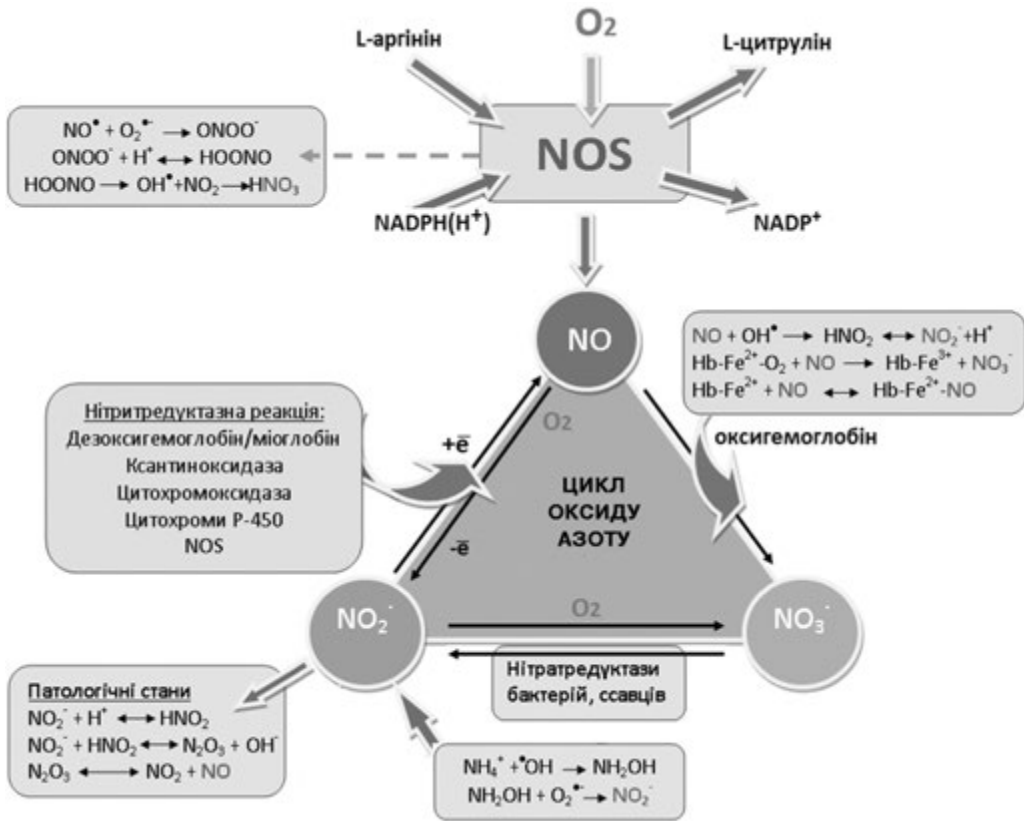 O₂
L-аргінін
L-цитрулін
NOS
NADPH(H⁺)
NADP⁺
NO• + O₂•⁻ → ONOO⁻
ONOO⁻ + H⁺ ↔ HOONO
HOONO → OH•+NO₂→HNO₃
NO
NO + OH• → HNO₂ ↔ NO₂⁻+H⁺
Hb-Fe²⁺-O₂ + NO → Hb-Fe³⁺ + NO₃⁻
Hb-Fe²⁺ + NO ↔ Hb-Fe²⁺-NO
оксигемоглобін
Нітритредуктазна реакція:
Дезоксигемоглобін/міоглобін
Ксантиноксидаза
Цитохромоксидаза
Цитохроми Р-450
NOS
+ē
O₂
-ē
ЦИКЛ
ОКСИДУ
АЗОТУ
NO₂⁻
O₂
NO₃⁻
Нітратредуктази
бактерій, ссавців
Патологічні стани
NO₂⁻ + H⁺ ↔ HNO₂
NO₂⁻ + HNO₂ ↔ N₂O₃ + OH⁻
N₂O₃ ↔ NO₂ + NO
NH₄⁺ + •OH → NH₂OH
NH₂OH + O₂•⁻ → NO₂⁻